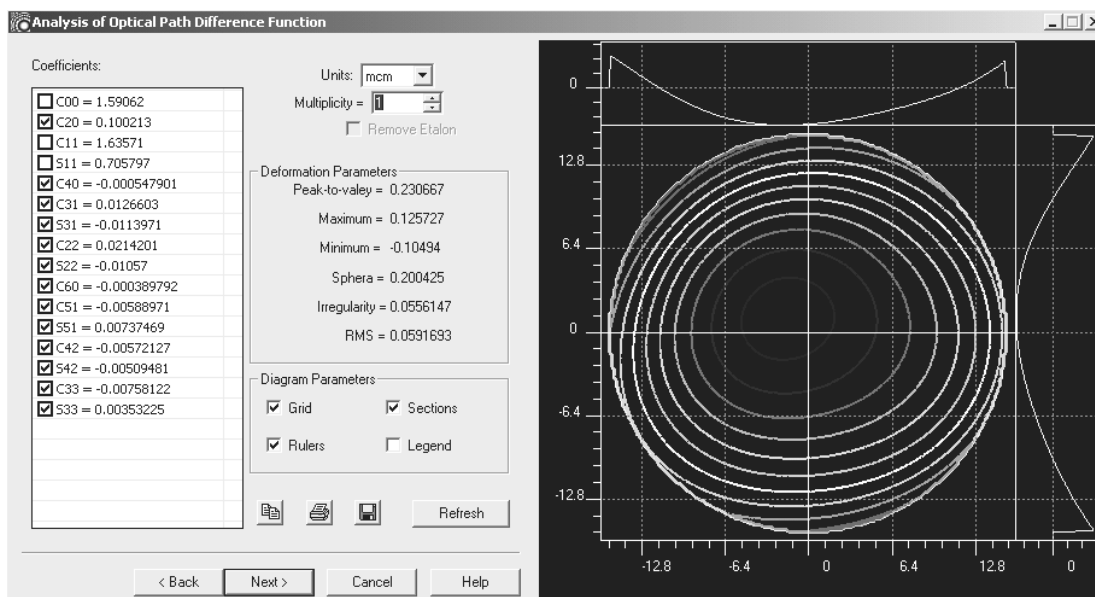 Analysis of Optical Path Difference Function
Coefficients:
C00 = 1.59062
C20 = 0.100213
C11 = 1.63571
S11 = 0.705797
C40 = -0.000547901
C31 = 0.0126603
S31 = -0.0113971
C22 = 0.0214201
S22 = -0.01057
C60 = -0.000389792
C51 = -0.00588971
S51 = 0.00737469
C42 = -0.00572127
S42 = -0.00509481
C33 = -0.00758122
S33 = 0.00353225
Units: mcm
Multiplicity = 1
Remove Etalon
Deformation Parameters
Peak-to-valey = 0.230667
Maximum = 0.125727
Minimum = -0.10494
Sphera = 0.200425
Irregularity = 0.0556147
RMS = 0.0591693
Diagram Parameters
Grid
Sections
Rulers
Legend
Refresh
< Back
Next >
Cancel
Help
0
12.8
6.4
0
-6.4
-12.8
-12.8
-6.4
0
6.4
12.8
0